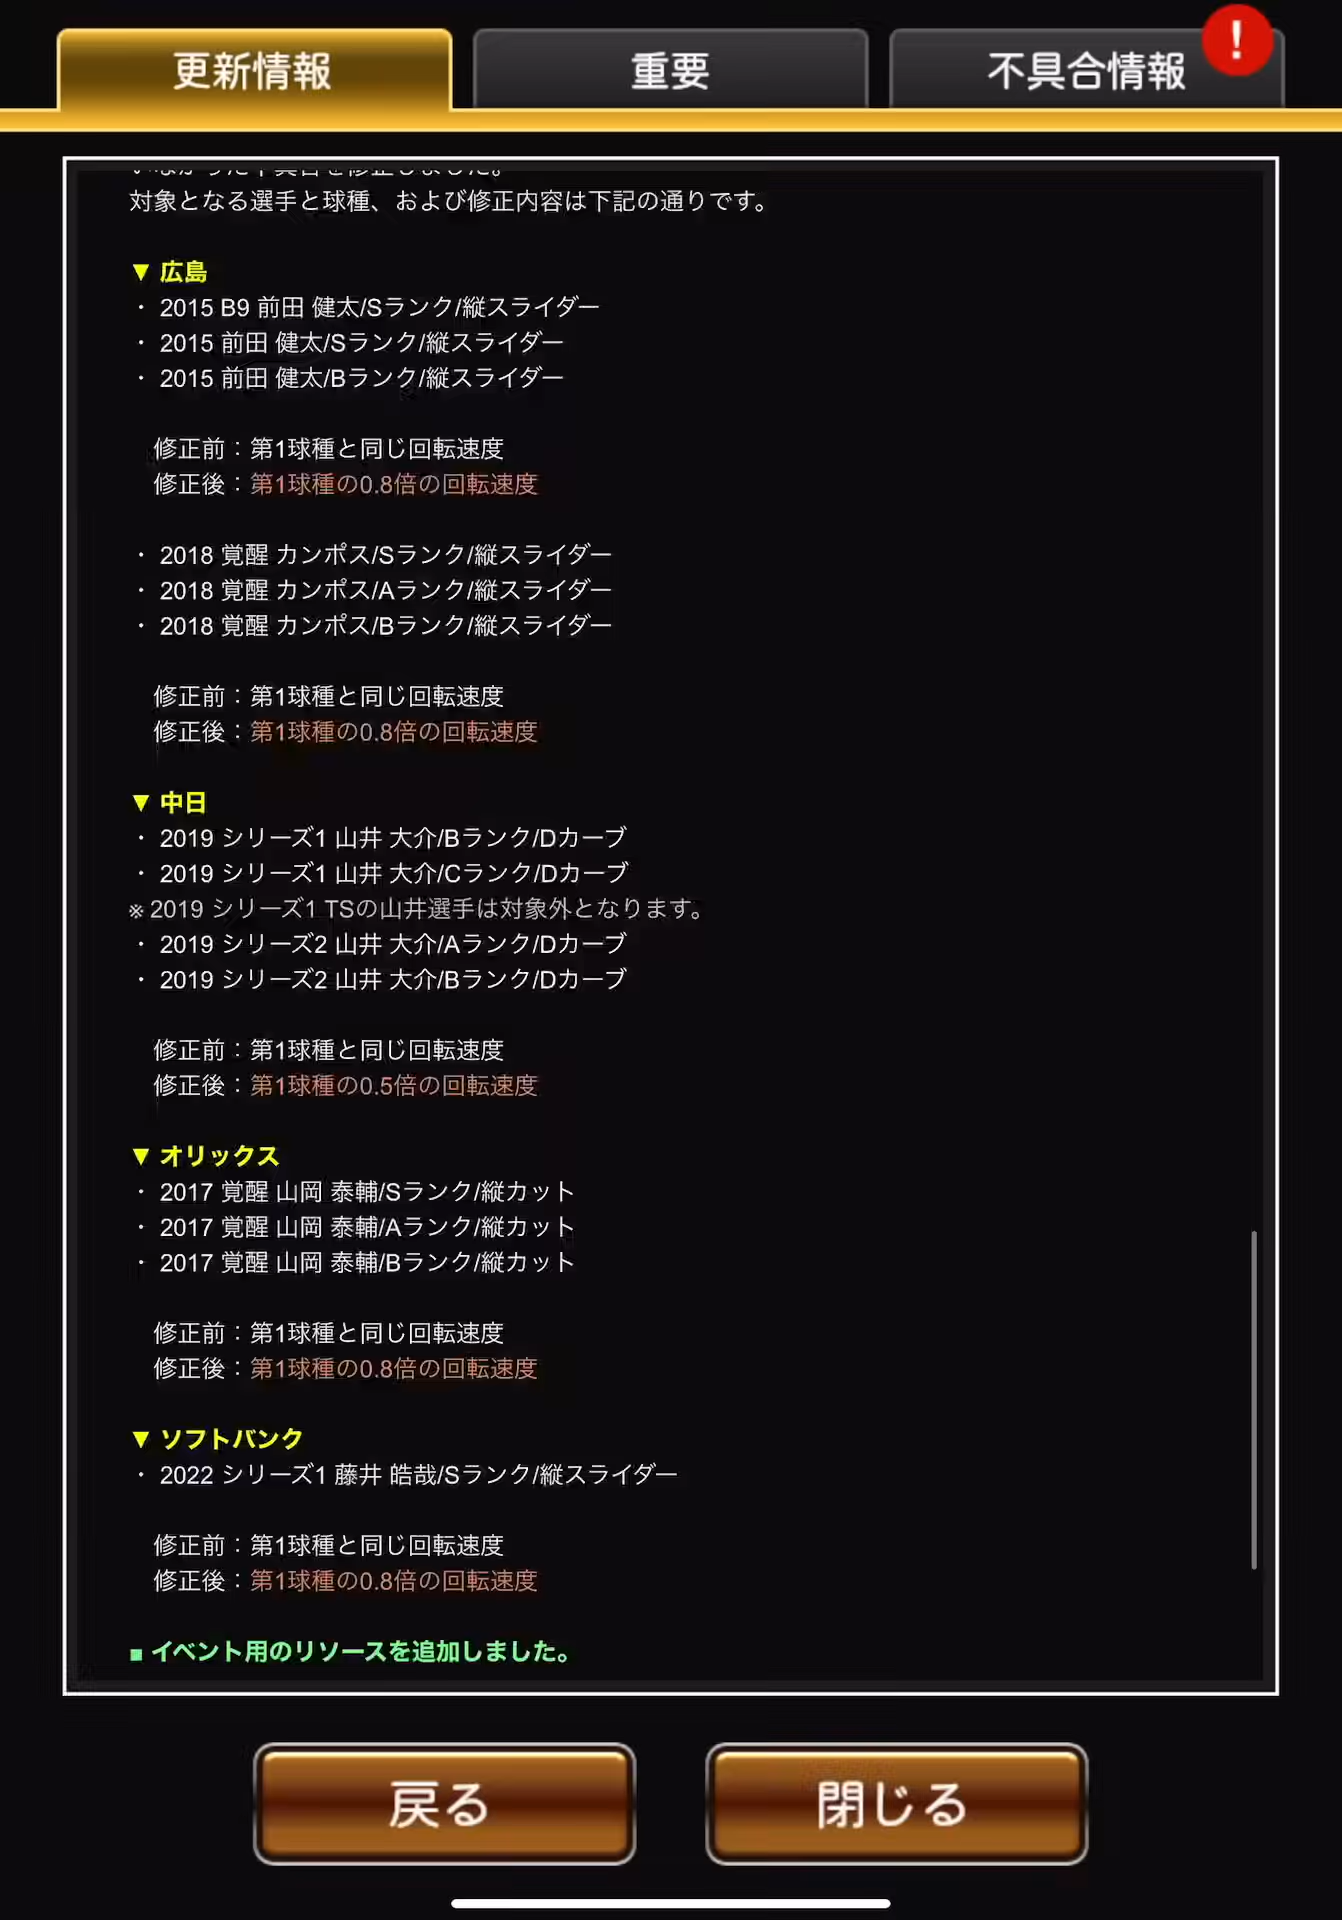 更新情報
重要
不具合情報
!
対象となる選手と球種、および修正内容は下記の通りです。
▼ 広島
・ 2015 B9 前田 健太/Sランク/縦スライダー
・ 2015 前田 健太/Sランク/縦スライダー
・ 2015 前田 健太/Bランク/縦スライダー
修正前：第1球種と同じ回転速度
修正後：第1球種の0.8倍の回転速度
・ 2018 覚醒 カンポス/Sランク/縦スライダー
・ 2018 覚醒 カンポス/Aランク/縦スライダー
・ 2018 覚醒 カンポス/Bランク/縦スライダー
修正前：第1球種と同じ回転速度
修正後：第1球種の0.8倍の回転速度
▼ 中日
・ 2019 シリーズ1 山井 大介/Bランク/Dカーブ
・ 2019 シリーズ1 山井 大介/Cランク/Dカーブ
※2019 シリーズ1 TSの山井選手は対象外となります。
・ 2019 シリーズ2 山井 大介/Aランク/Dカーブ
・ 2019 シリーズ2 山井 大介/Bランク/Dカーブ
修正前：第1球種と同じ回転速度
修正後：第1球種の0.5倍の回転速度
▼ オリックス
・ 2017 覚醒 山岡 泰輔/Sランク/縦カット
・ 2017 覚醒 山岡 泰輔/Aランク/縦カット
・ 2017 覚醒 山岡 泰輔/Bランク/縦カット
修正前：第1球種と同じ回転速度
修正後：第1球種の0.8倍の回転速度
▼ ソフトバンク
・ 2022 シリーズ1 藤井 皓哉/Sランク/縦スライダー
修正前：第1球種と同じ回転速度
修正後：第1球種の0.8倍の回転速度
■ イベント用のリソースを追加しました。
戻る
閉じる